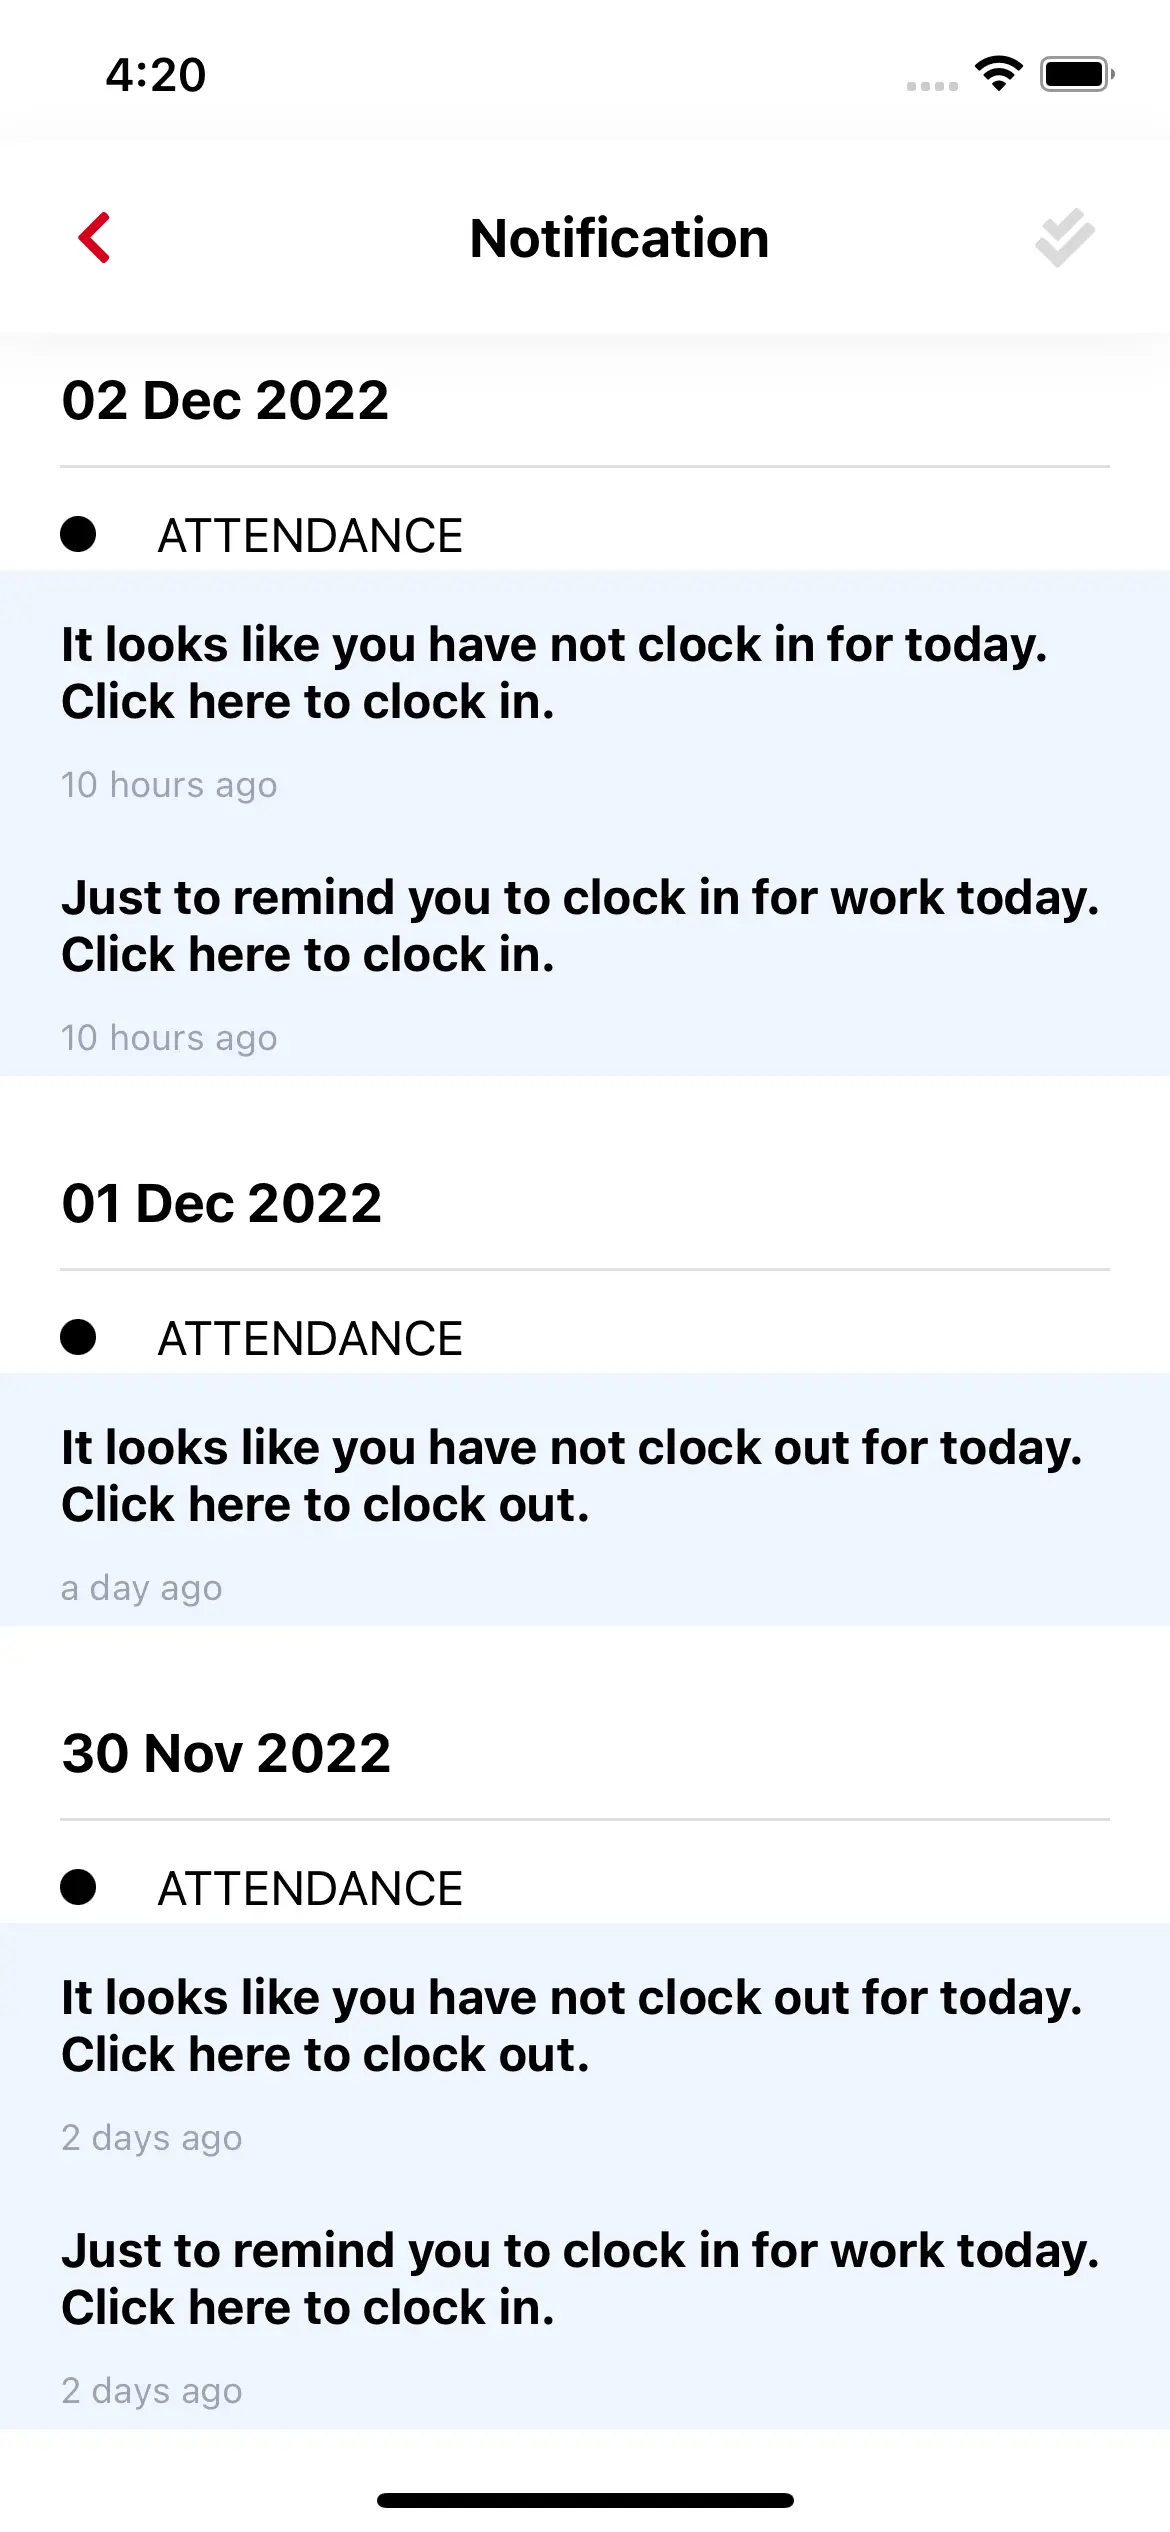 4:20
Notification
02 Dec 2022
ATTENDANCE
It looks like you have not clock in for today.
Click here to clock in.
10 hours ago
Just to remind you to clock in for work today.
Click here to clock in.
10 hours ago
01 Dec 2022
ATTENDANCE
It looks like you have not clock out for today.
Click here to clock out.
a day ago
30 Nov 2022
ATTENDANCE
It looks like you have not clock out for today.
Click here to clock out.
2 days ago
Just to remind you to clock in for work today.
Click here to clock in.
2 days ago